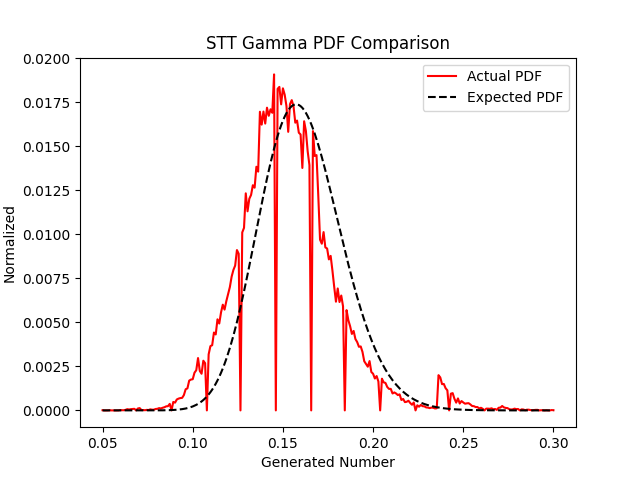 STT Gamma PDF Comparison
Actual PDF
Expected PDF
Normalized
0.0200
0.0175
0.0150
0.0125
0.0100
0.0075
0.0050
0.0025
0.0000
0.05 0.10 0.15 0.20 0.25 0.30
Generated Number